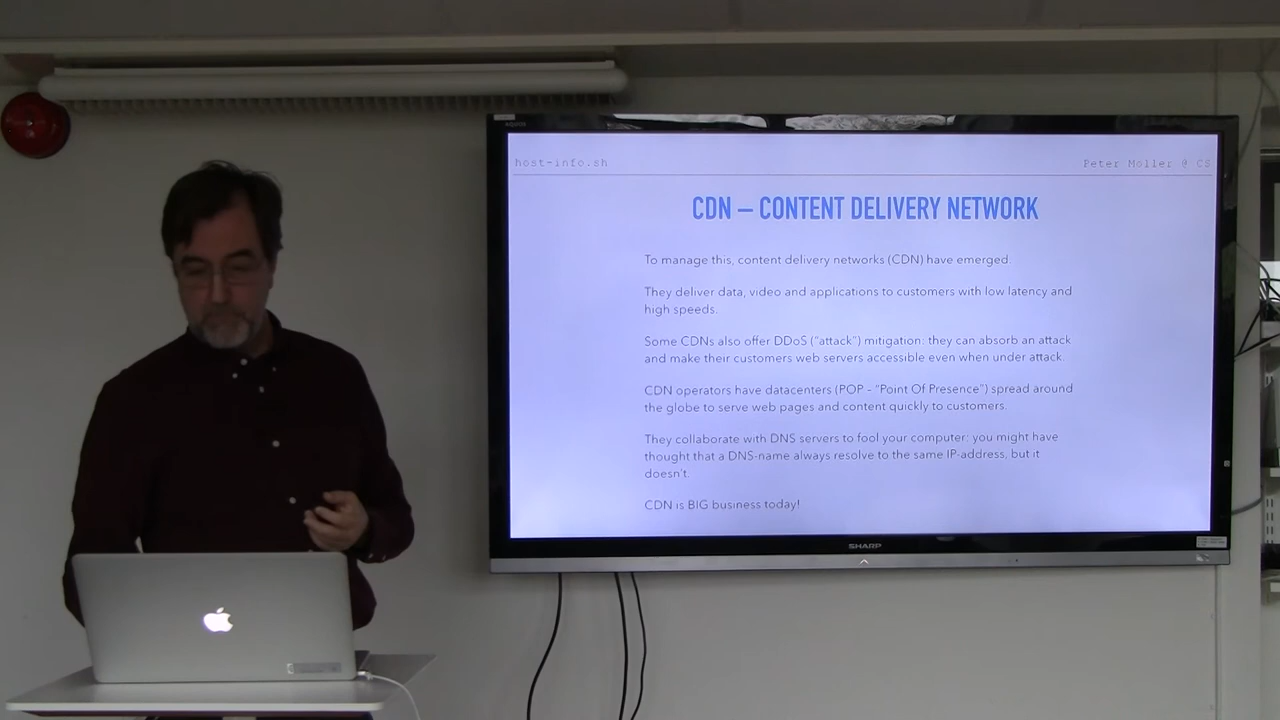 AQUOS
host-info.sh
Peter Möller @ CS
CDN – CONTENT DELIVERY NETWORK
To manage this, content delivery networks (CDN) have emerged.
They deliver data, video and applications to customers with low latency and
high speeds.
Some CDNs also offer DDoS ("attack") mitigation: they can absorb an attack
and make their customers web servers accessible even when under attack.
CDN operators have datacenters (POP - "Point Of Presence") spread around
the globe to serve web pages and content quickly to customers.
They collaborate with DNS servers to fool your computer: you might have
thought that a DNS-name always resolve to the same IP-address, but it
doesn't.
CDN is BIG business today!
SHARP